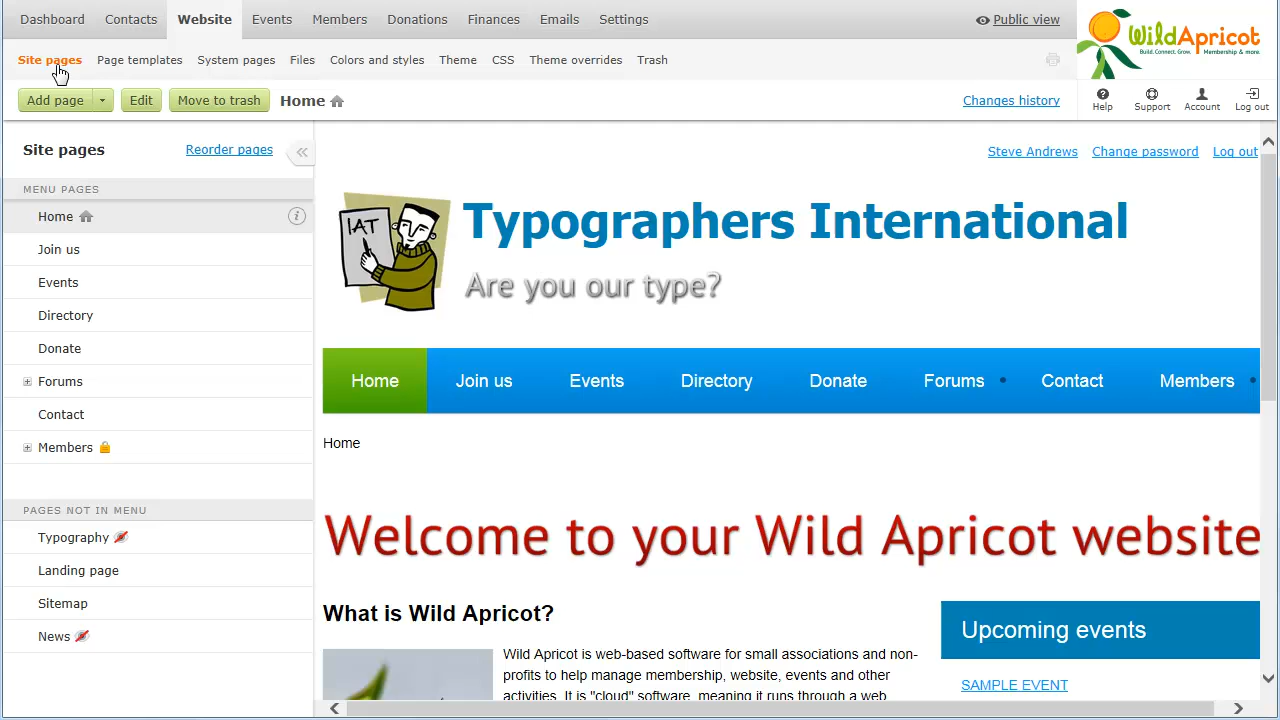 Dashboard Contacts Website Events Members Donations Finances Emails Settings Public view
WildApricot
Build. Connect. Grow. Membership & more.
Site pages Page templates System pages Files Colors and styles Theme CSS Theme overrides Trash
Add page Edit Move to trash Home Changes history
Help Support Account Log out
Site pages Reorder pages
Steve Andrews Change password Log out
MENU PAGES
Home
Join us
Events
Directory
Donate
Forums
Contact
Members
PAGES NOT IN MENU
Typography
Landing page
Sitemap
News
IAT
Typographers International
Are you our type?
Home Join us Events Directory Donate Forums Contact Members
Home
Welcome to your Wild Apricot website
What is Wild Apricot?
Wild Apricot is web-based software for small associations and non-
profits to help manage membership, website, events and other
activities. It is "cloud" software, meaning it runs through a web
Upcoming events
SAMPLE EVENT